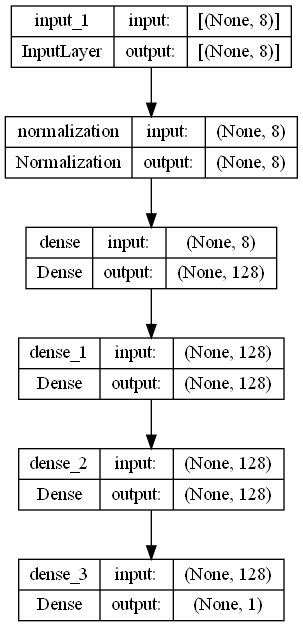 input_1 input: [(None, 8)]
InputLayer output: [(None, 8)]
normalization input: (None, 8)
Normalization output: (None, 8)
dense input: (None, 8)
Dense output: (None, 128)
dense_1 input: (None, 128)
Dense output: (None, 128)
dense_2 input: (None, 128)
Dense output: (None, 128)
dense_3 input: (None, 128)
Dense output: (None, 1)